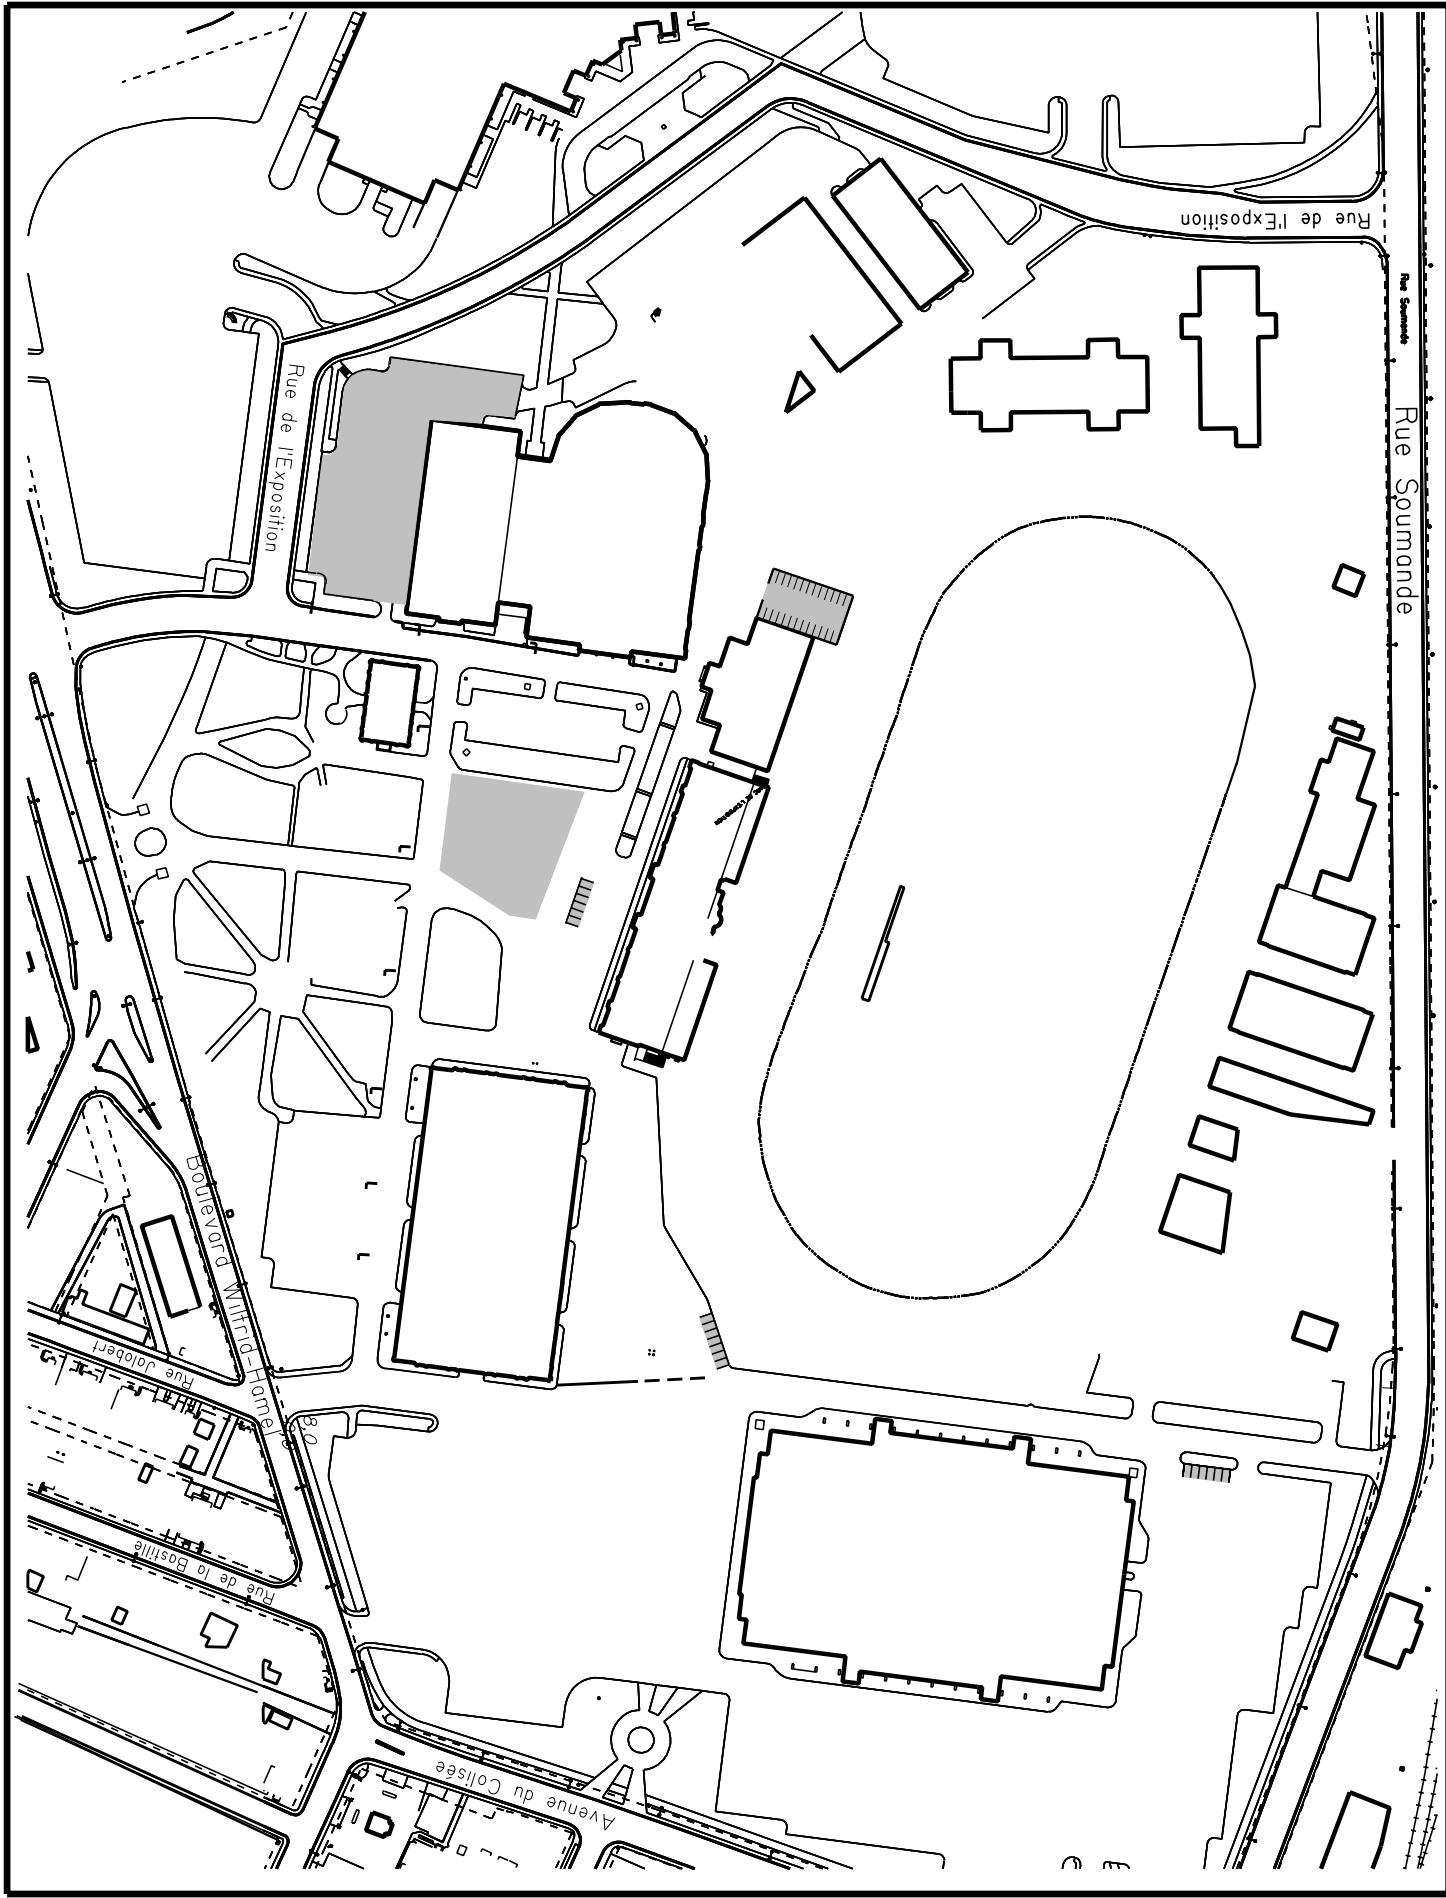 Rue de l'Exposition
Rue Soumande
Rue Soumande
Rue de l'Exposition
Boulevard Wilfrid-Hamel
Rue Jalobert
Rue de la Bastille
Avenue du Colisée